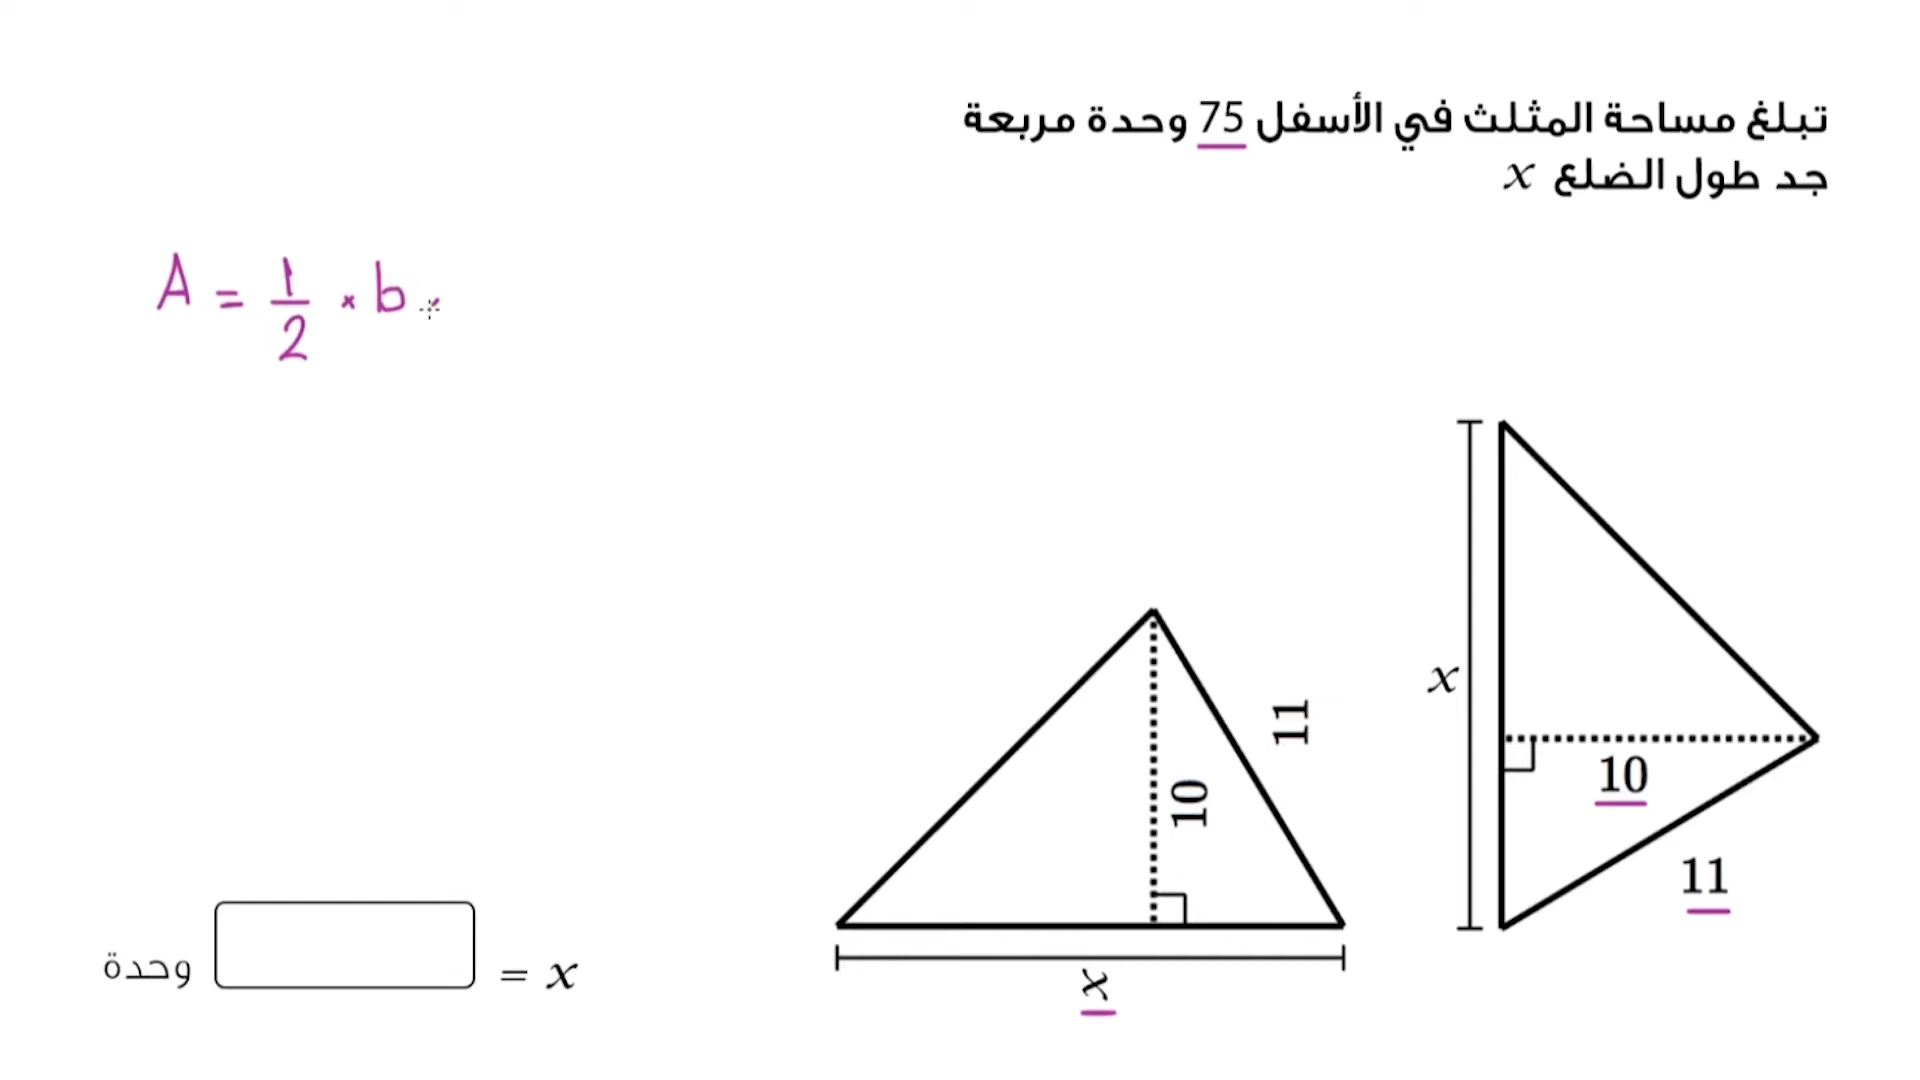 تبلغ مساحة المثلث في الأسفل 75 وحدة مربعة
جد طول الضلع x
A = 1/2 × b ×
x
10
11
11
10
x
x = وحدة